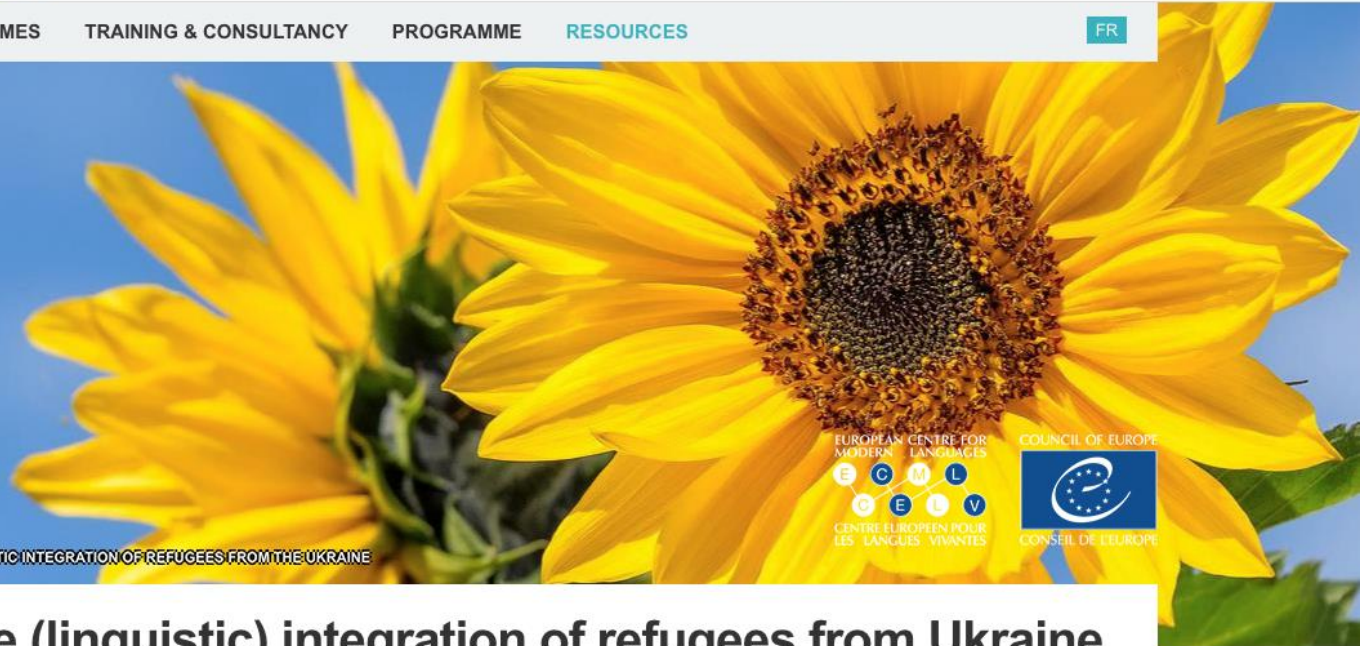 MES TRAINING & CONSULTANCY PROGRAMME RESOURCES FR
EUROPEAN CENTRE FOR
MODERN LANGUAGES
E C M L
C E L V
CENTRE EUROPEEN POUR
LES LANGUES VIVANTES
COUNCIL OF EUROPE
CONSEIL DE L'EUROPE
TIC INTEGRATION OF REFUGEES FROM THE UKRAINE
e (linguistic) integration of refugees from Ukraine